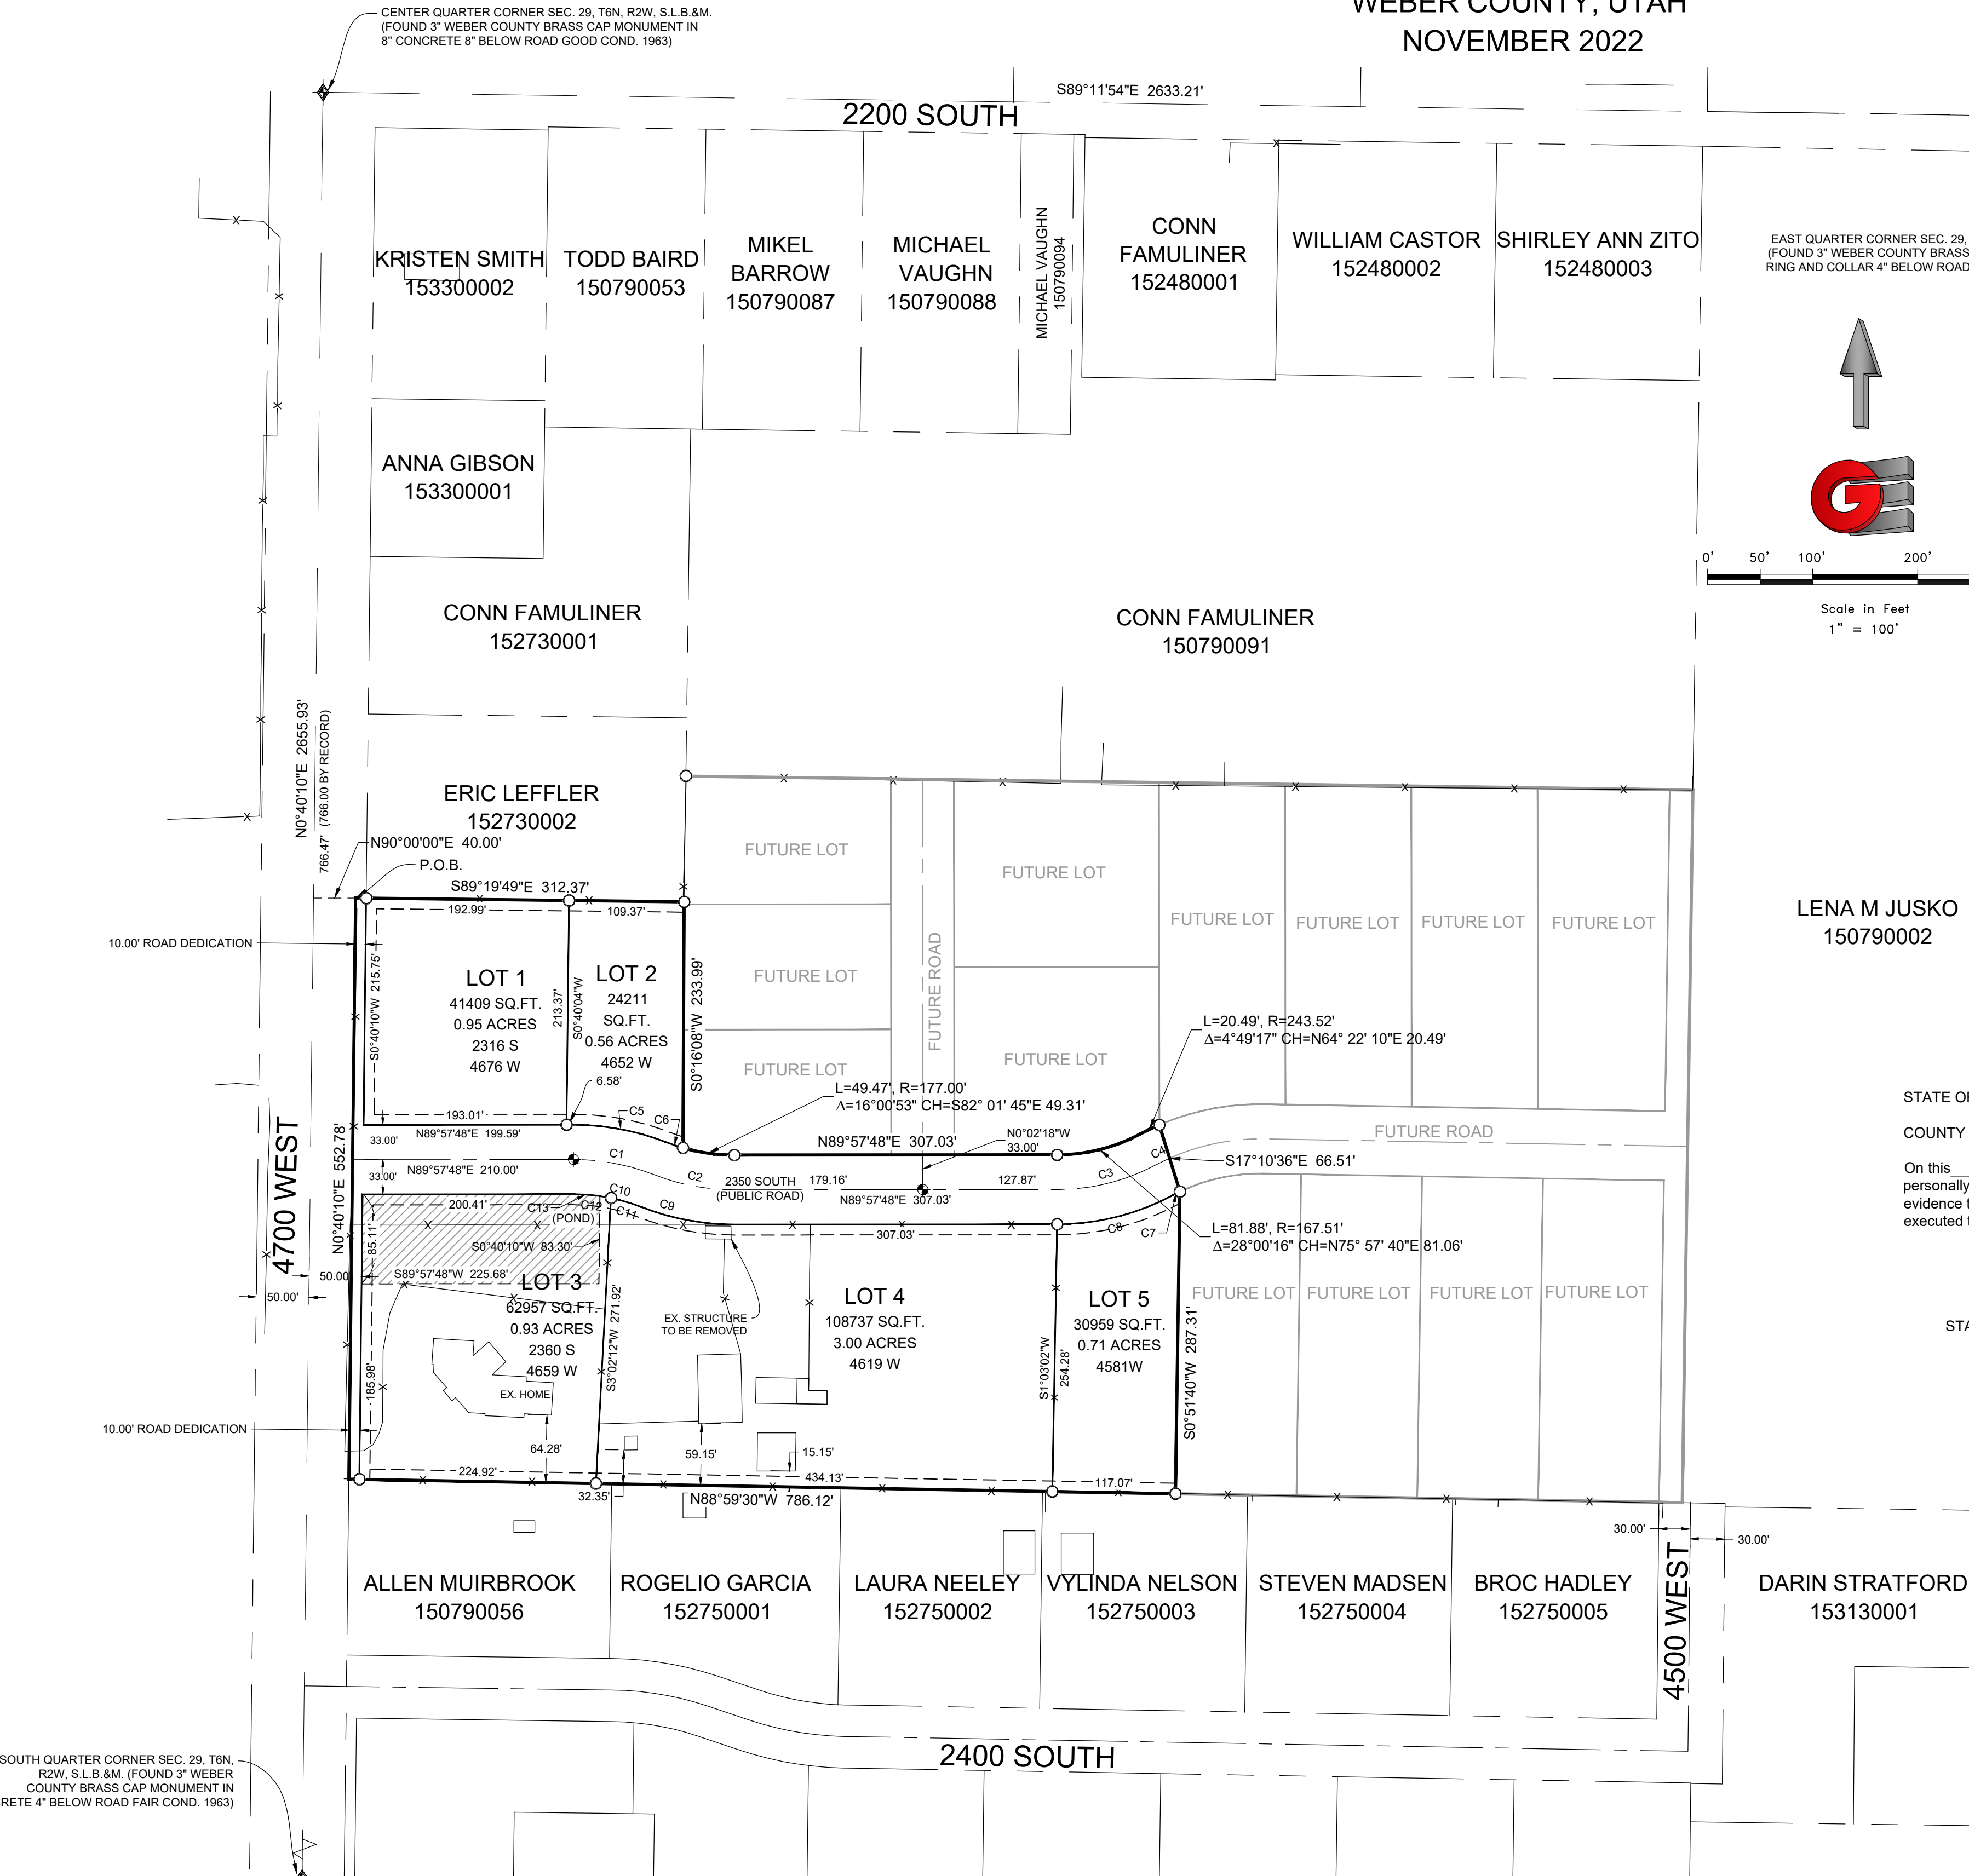 WEBER COUNTY, UTAH
NOVEMBER 2022
CENTER QUARTER CORNER SEC. 29, T6N, R2W, S.L.B.&M.
(FOUND 3" WEBER COUNTY BRASS CAP MONUMENT IN
8" CONCRETE 8" BELOW ROAD GOOD COND. 1963)
S89°11'54"E 2633.21'
2200 SOUTH
KRISTEN SMITH
153300002
TODD BAIRD
150790053
MIKEL
BARROW
150790087
MICHAEL
VAUGHN
150790088
MICHAEL VAUGHN
150790094
CONN
FAMULINER
152480001
WILLIAM CASTOR
152480002
SHIRLEY ANN ZITO
152480003
EAST QUARTER CORNER SEC. 29,
(FOUND 3" WEBER COUNTY BRASS
RING AND COLLAR 4" BELOW ROAD
GE
0' 50' 100' 200'
Scale in Feet
1" = 100'
ANNA GIBSON
153300001
CONN FAMULINER
152730001
CONN FAMULINER
150790091
N0°40'10"E 2655.93'
766.47' (766.00 BY RECORD)
ERIC LEFFLER
152730002
N90°00'00"E 40.00'
P.O.B.
S89°19'49"E 312.37'
192.99'
109.37'
10.00' ROAD DEDICATION
S0°40'10"W 215.75'
LOT 1
41409 SQ.FT.
0.95 ACRES
2316 S
4676 W
213.37'
S0°40'04"W
LOT 2
24211
SQ.FT.
0.56 ACRES
4652 W
6.58'
S0°16'08"W 233.99'
FUTURE LOT
FUTURE LOT
FUTURE LOT
FUTURE ROAD
FUTURE LOT
FUTURE LOT
FUTURE LOT
FUTURE LOT
FUTURE LOT
FUTURE LOT
LENA M JUSKO
150790002
L=20.49', R=243.52'
Δ=4°49'17" CH=N64° 22' 10"E 20.49'
L=49.47', R=177.00'
Δ=16°00'53" CH=S82° 01' 45"E 49.31'
STATE OF
COUNTY
On this
personally
evidence t
executed t
193.01'
C5
C6
33.00'
N89°57'48"E 199.59'
N89°57'48"E 307.03'
N0°02'18"W
33.00'
FUTURE ROAD
C1
C2
C3
C4
S17°10'36"E 66.51'
33.00'
N89°57'48"E 210.00'
2350 SOUTH
(PUBLIC ROAD)
179.16'
127.87'
N89°57'48"E 307.03'
4700 WEST
N0°40'10"E 552.78'
200.41'
C13
C12
C10
C11
C9
(POND)
307.03'
C8
C7
L=81.88', R=167.51'
Δ=28°00'16" CH=N75° 57' 40"E 81.06'
85.11'
S0°40'10"W 83.30'
S89°57'48"W 225.68'
50.00'
50.00'
LOT 3
62957 SQ.FT.
0.93 ACRES
2360 S
4659 W
EX. HOME
185.98'
S3°02'12"W 271.92'
EX. STRUCTURE
TO BE REMOVED
LOT 4
108737 SQ.FT.
3.00 ACRES
4619 W
S1°03'02"W
254.28'
LOT 5
30959 SQ.FT.
0.71 ACRES
4581W
S0°51'40"W 287.31'
FUTURE LOT
FUTURE LOT
FUTURE LOT
FUTURE LOT
STA
10.00' ROAD DEDICATION
64.28'
59.15'
15.15'
224.92'
434.13'
117.07'
32.35'
N88°59'30"W 786.12'
30.00'
30.00'
ALLEN MUIRBROOK
150790056
ROGELIO GARCIA
152750001
LAURA NEELEY
152750002
VYLINDA NELSON
152750003
STEVEN MADSEN
152750004
BROC HADLEY
152750005
4500 WEST
DARIN STRATFORD
153130001
2400 SOUTH
SOUTH QUARTER CORNER SEC. 29, T6N,
R2W, S.L.B.&M. (FOUND 3" WEBER
COUNTY BRASS CAP MONUMENT IN
RETE 4" BELOW ROAD FAIR COND. 1963)